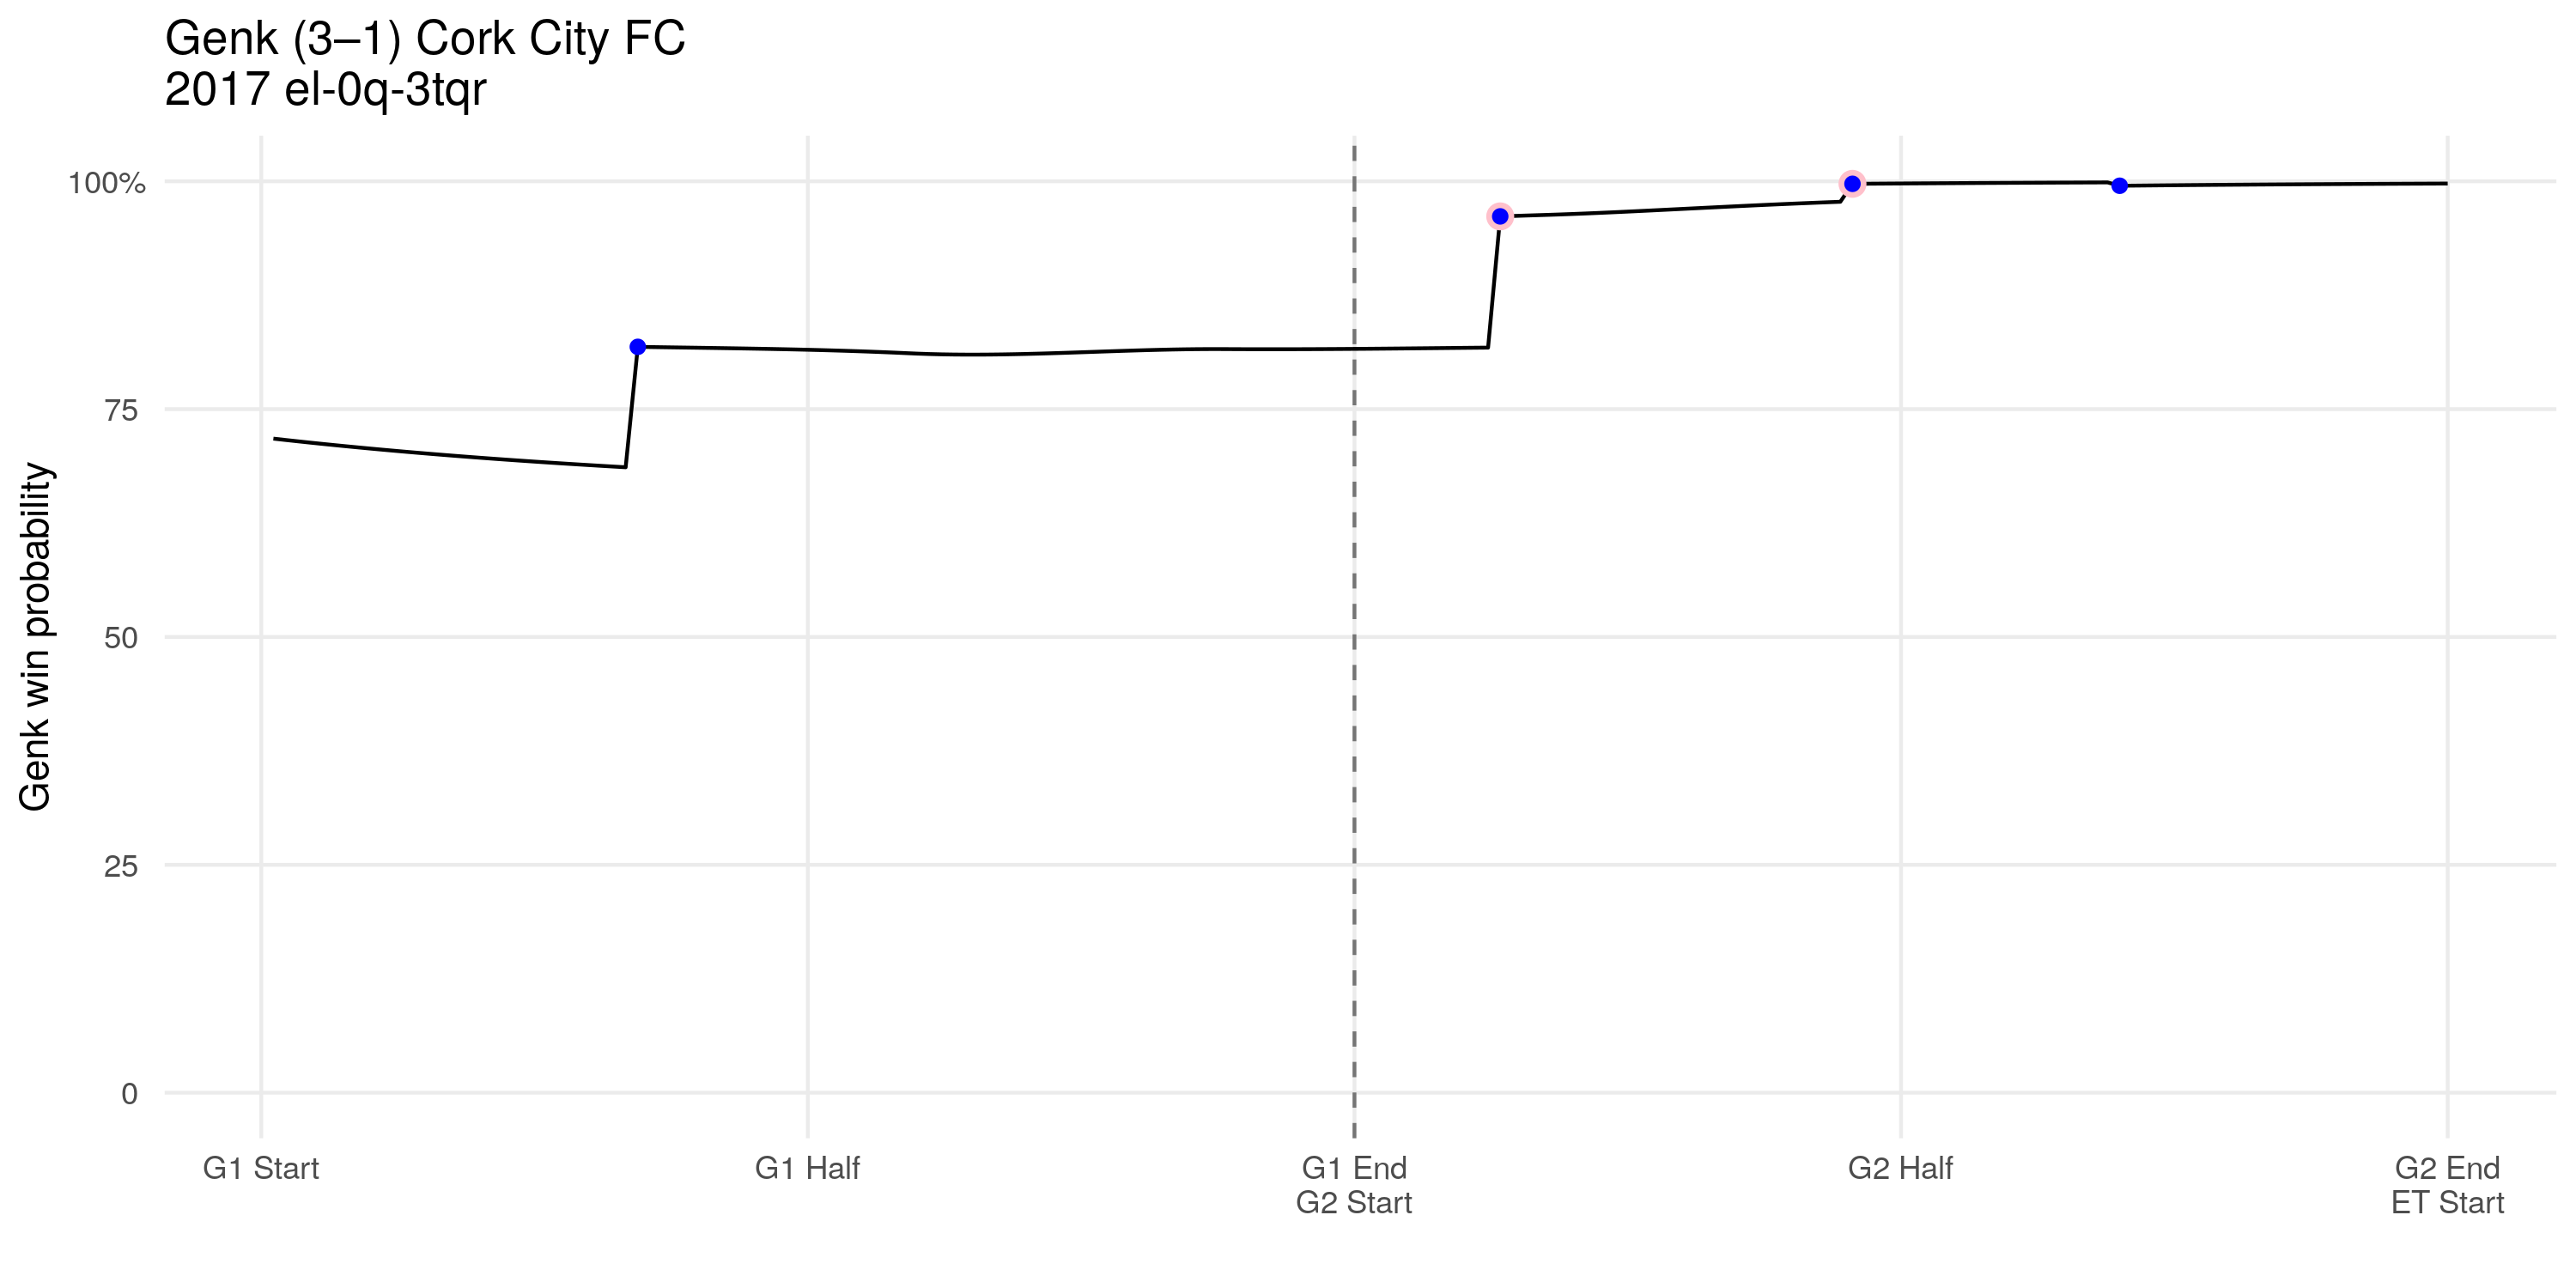 Genk (3–1) Cork City FC
2017 el-0q-3tqr
Genk win probability
100%
75
50
25
0
G1 Start
G1 Half
G1 End
G2 Start
G2 Half
G2 End
ET Start